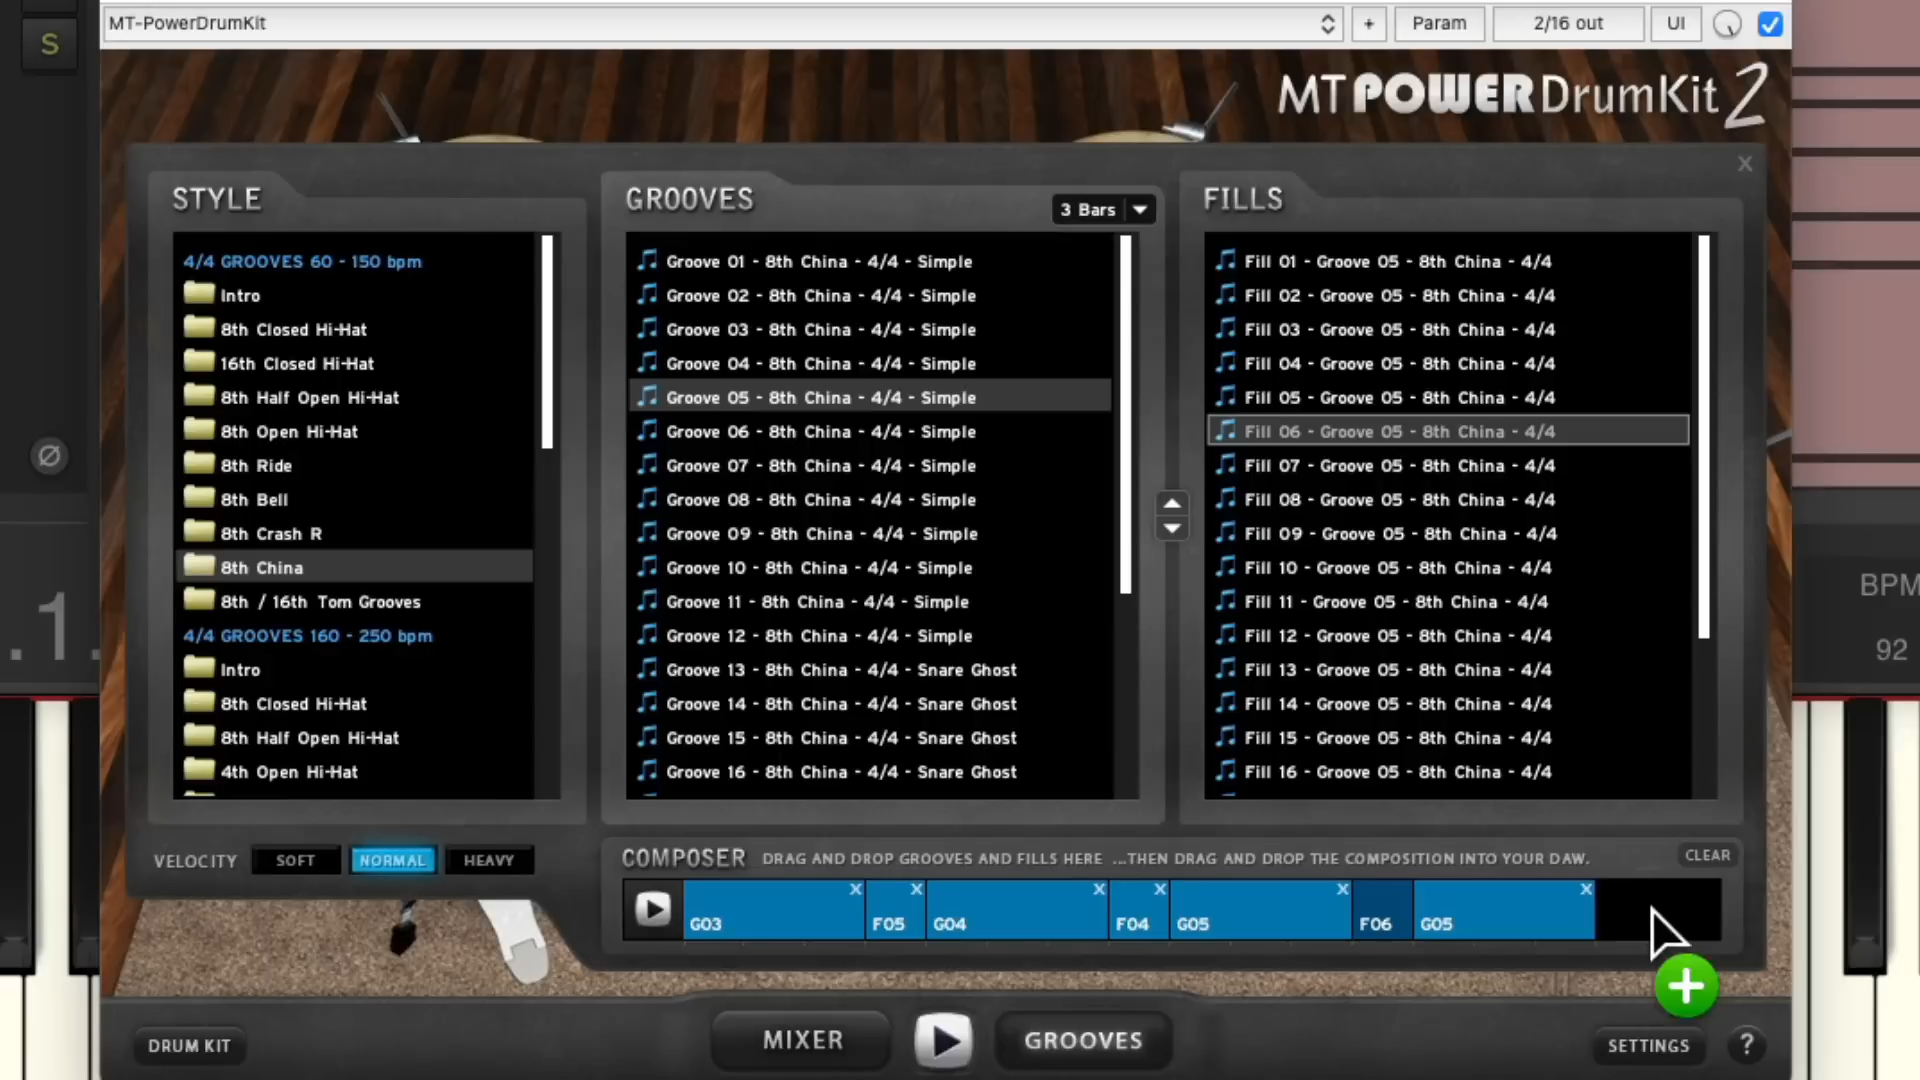 S
MT-PowerDrumKit
+
Param
2/16 out
UI
MT POWER DrumKit 2
X
STYLE
4/4 GROOVES 60 - 150 bpm
Intro
8th Closed Hi-Hat
16th Closed Hi-Hat
8th Half Open Hi-Hat
8th Open Hi-Hat
8th Ride
8th Bell
8th Crash R
8th China
8th / 16th Tom Grooves
4/4 GROOVES 160 - 250 bpm
Intro
8th Closed Hi-Hat
8th Half Open Hi-Hat
4th Open Hi-Hat
GROOVES
3 Bars
Groove 01 - 8th China - 4/4 - Simple
Groove 02 - 8th China - 4/4 - Simple
Groove 03 - 8th China - 4/4 - Simple
Groove 04 - 8th China - 4/4 - Simple
Groove 05 - 8th China - 4/4 - Simple
Groove 06 - 8th China - 4/4 - Simple
Groove 07 - 8th China - 4/4 - Simple
Groove 08 - 8th China - 4/4 - Simple
Groove 09 - 8th China - 4/4 - Simple
Groove 10 - 8th China - 4/4 - Simple
Groove 11 - 8th China - 4/4 - Simple
Groove 12 - 8th China - 4/4 - Simple
Groove 13 - 8th China - 4/4 - Snare Ghost
Groove 14 - 8th China - 4/4 - Snare Ghost
Groove 15 - 8th China - 4/4 - Snare Ghost
Groove 16 - 8th China - 4/4 - Snare Ghost
FILLS
Fill 01 - Groove 05 - 8th China - 4/4
Fill 02 - Groove 05 - 8th China - 4/4
Fill 03 - Groove 05 - 8th China - 4/4
Fill 04 - Groove 05 - 8th China - 4/4
Fill 05 - Groove 05 - 8th China - 4/4
Fill 06 - Groove 05 - 8th China - 4/4
Fill 07 - Groove 05 - 8th China - 4/4
Fill 08 - Groove 05 - 8th China - 4/4
Fill 09 - Groove 05 - 8th China - 4/4
Fill 10 - Groove 05 - 8th China - 4/4
Fill 11 - Groove 05 - 8th China - 4/4
Fill 12 - Groove 05 - 8th China - 4/4
Fill 13 - Groove 05 - 8th China - 4/4
Fill 14 - Groove 05 - 8th China - 4/4
Fill 15 - Groove 05 - 8th China - 4/4
Fill 16 - Groove 05 - 8th China - 4/4
Ø
.1.
BPM
92
VELOCITY SOFT NORMAL HEAVY
COMPOSER DRAG AND DROP GROOVES AND FILLS HERE ...THEN DRAG AND DROP THE COMPOSITION INTO YOUR DAW. CLEAR
X X X X X X
G03 F05 G04 F04 G05 F06 G05
DRUM KIT
MIXER
GROOVES
SETTINGS
?